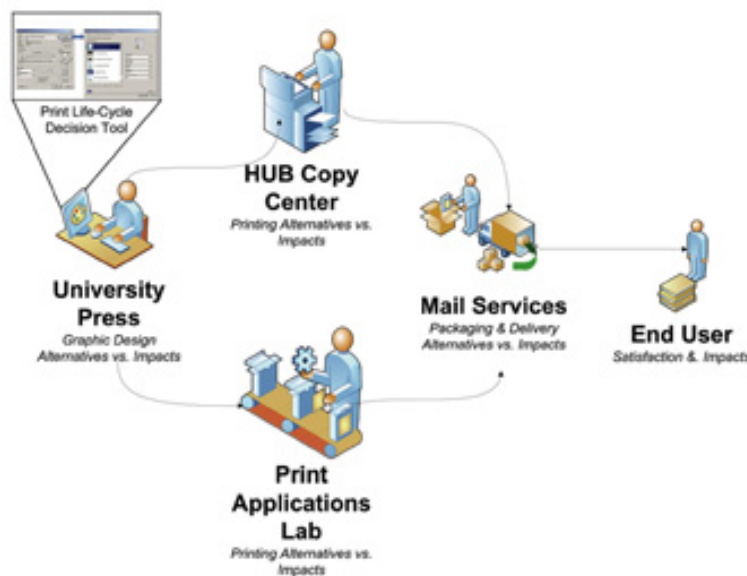 Print Life-Cycle
Decision Tool
HUB Copy
Center
Printing Alternatives vs.
Impacts
University
Press
Graphic Design
Alternatives vs. Impacts
Mail Services
Packaging & Delivery
Alternatives vs. Impacts
End User
Satisfaction &. Impacts
Print
Applications
Lab
Printing Alternatives vs.
Impacts